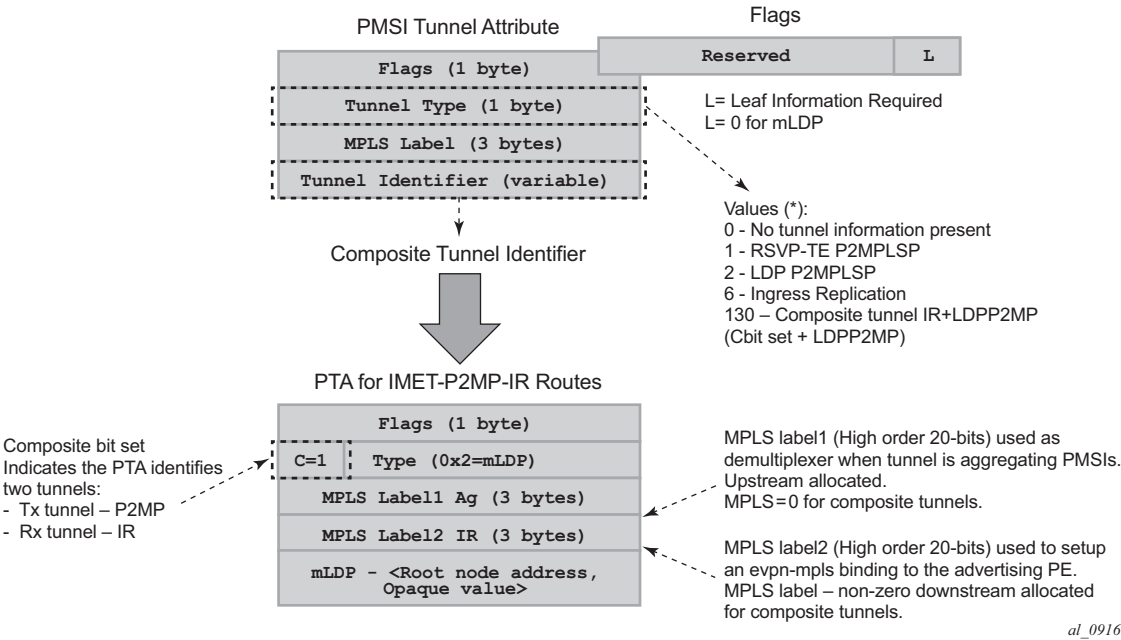 PMSI Tunnel Attribute
Flags
Flags (1 byte)
Reserved
L
Tunnel Type (1 byte)
MPLS Label (3 bytes)
Tunnel Identifier (variable)
L= Leaf Information Required
L= 0 for mLDP
Values (*):
0 - No tunnel information present
1 - RSVP-TE P2MPLSP
2 - LDP P2MPLSP
6 - Ingress Replication
130 – Composite tunnel IR+LDPP2MP
(Cbit set + LDPP2MP)
Composite Tunnel Identifier
PTA for IMET-P2MP-IR Routes
Flags (1 byte)
C=1
Type (0x2=mLDP)
MPLS Label1 Ag (3 bytes)
MPLS Label2 IR (3 bytes)
mLDP - <Root node address,
Opaque value>
Composite bit set
Indicates the PTA identifies
two tunnels:
- Tx tunnel – P2MP
- Rx tunnel – IR
MPLS label1 (High order 20-bits) used as
demultiplexer when tunnel is aggregating PMSIs.
Upstream allocated.
MPLS=0 for composite tunnels.
MPLS label2 (High order 20-bits) used to setup
an evpn-mpls binding to the advertising PE.
MPLS label – non-zero downstream allocated
for composite tunnels.
al_0916